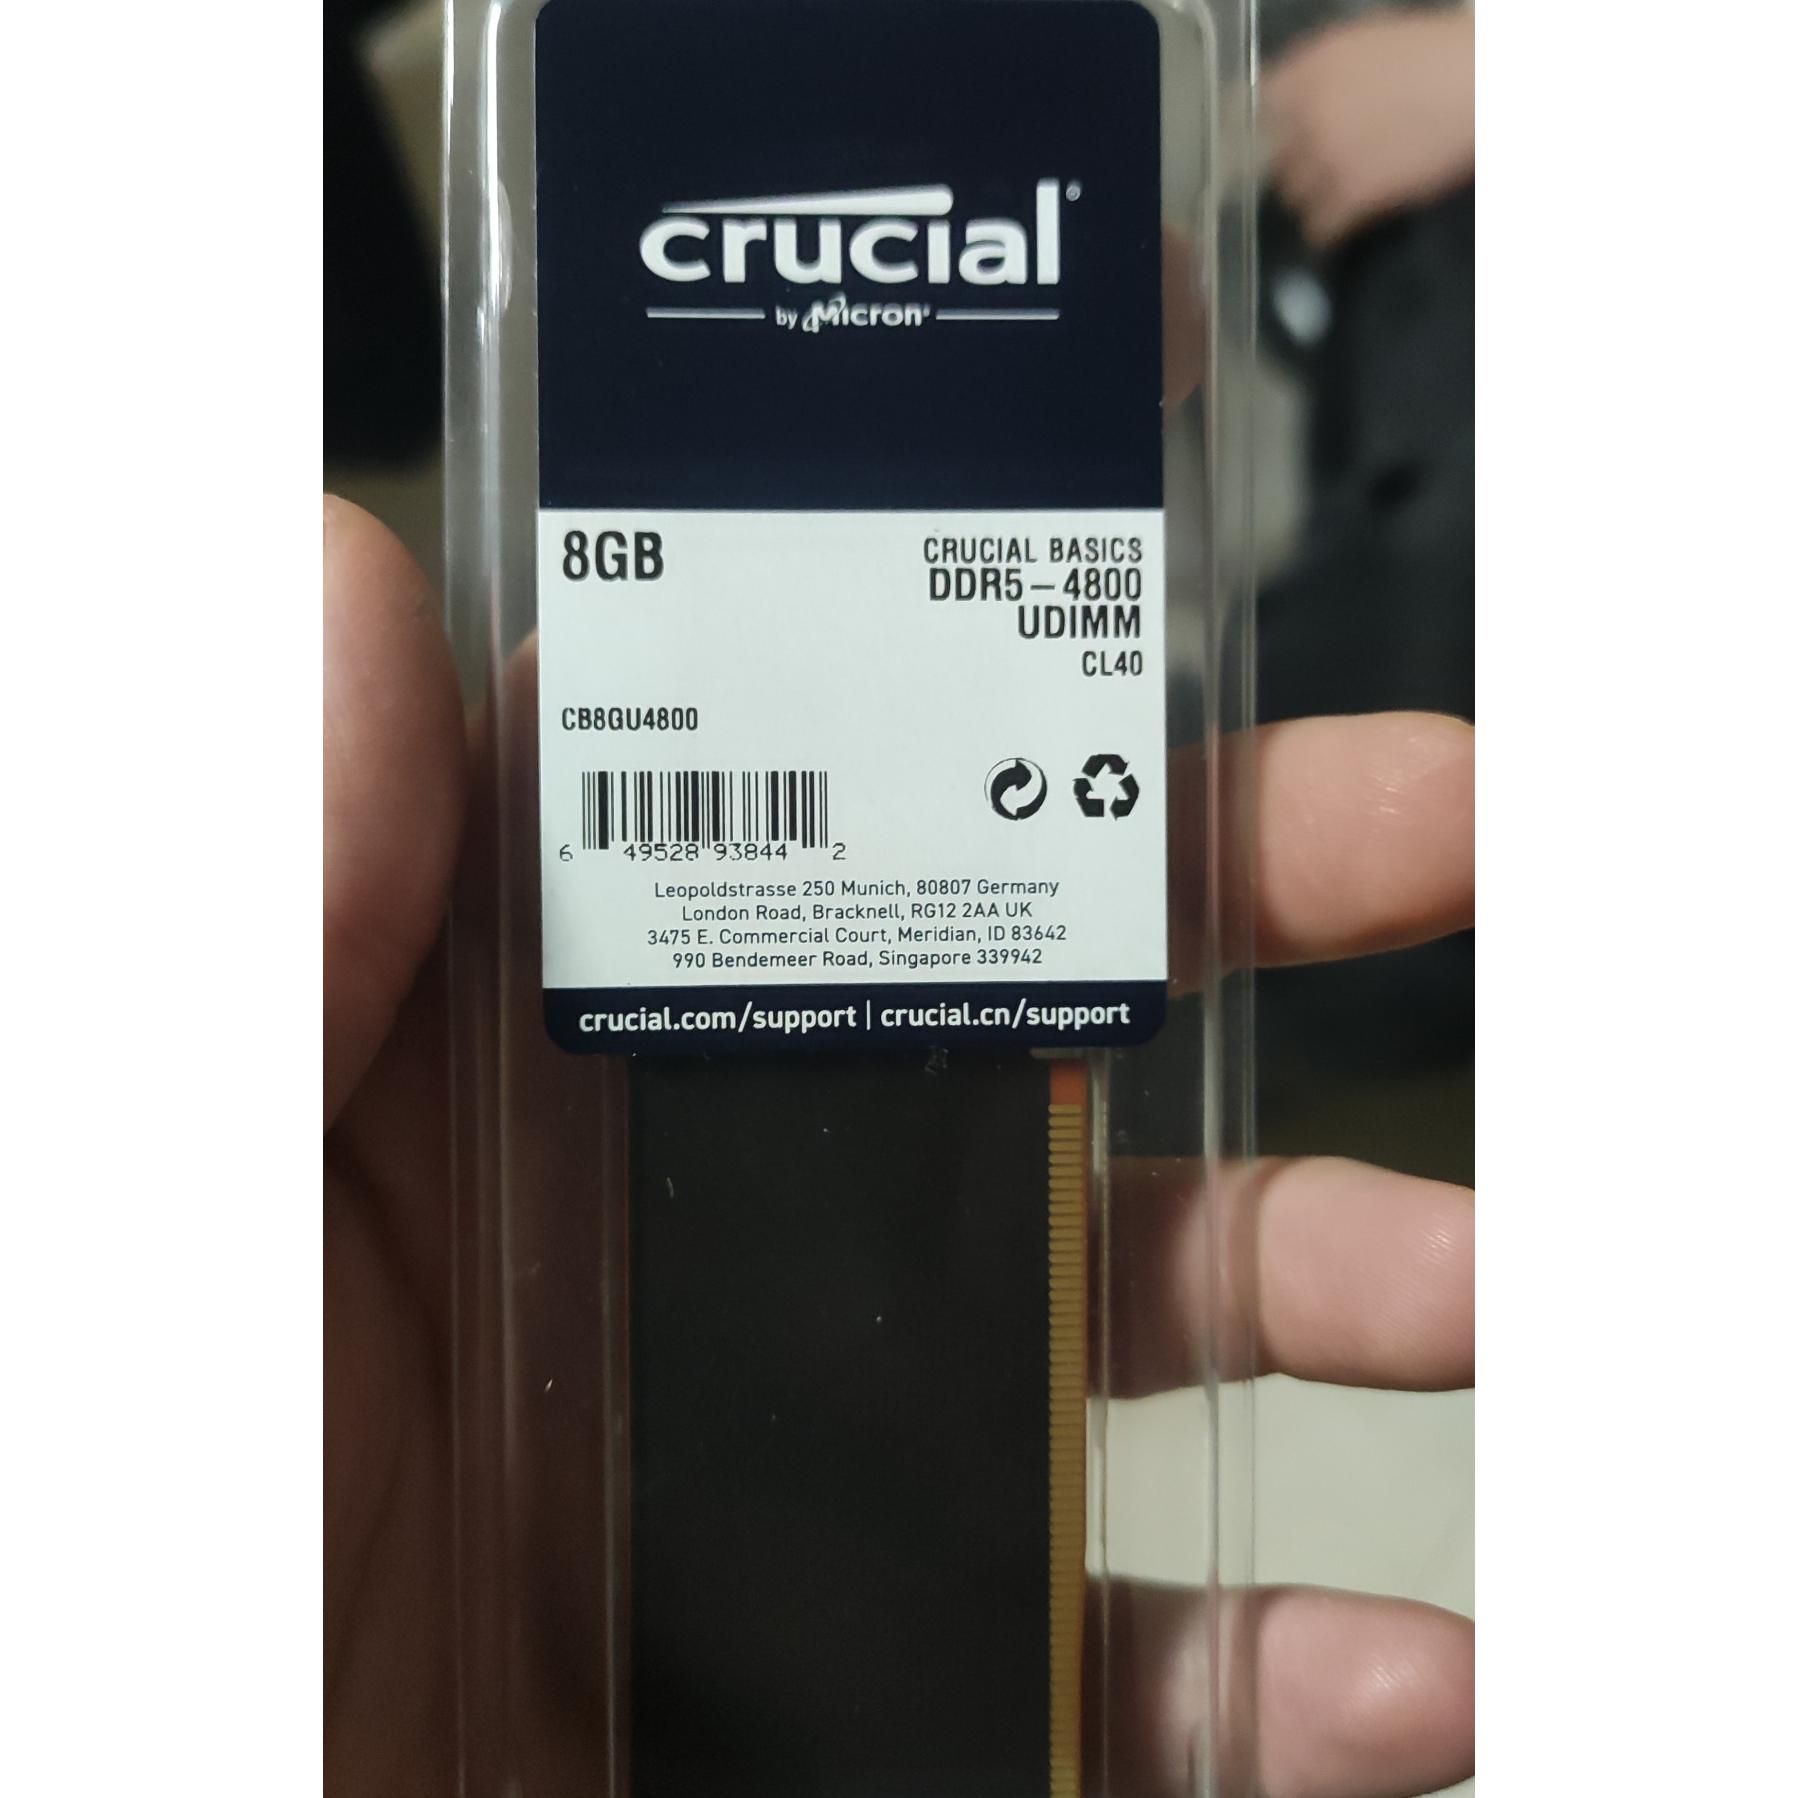 crucial®
by Micron®
8GB
CRUCIAL BASICS
DDR5-4800
UDIMM
CL40
CB8GU4800
6 49528 93844 2
Leopoldstrasse 250 Munich, 80807 Germany
London Road, Bracknell, RG12 2AA UK
3475 E. Commercial Court, Meridian, ID 83642
990 Bendemeer Road, Singapore 339942
crucial.com/support | crucial.cn/support